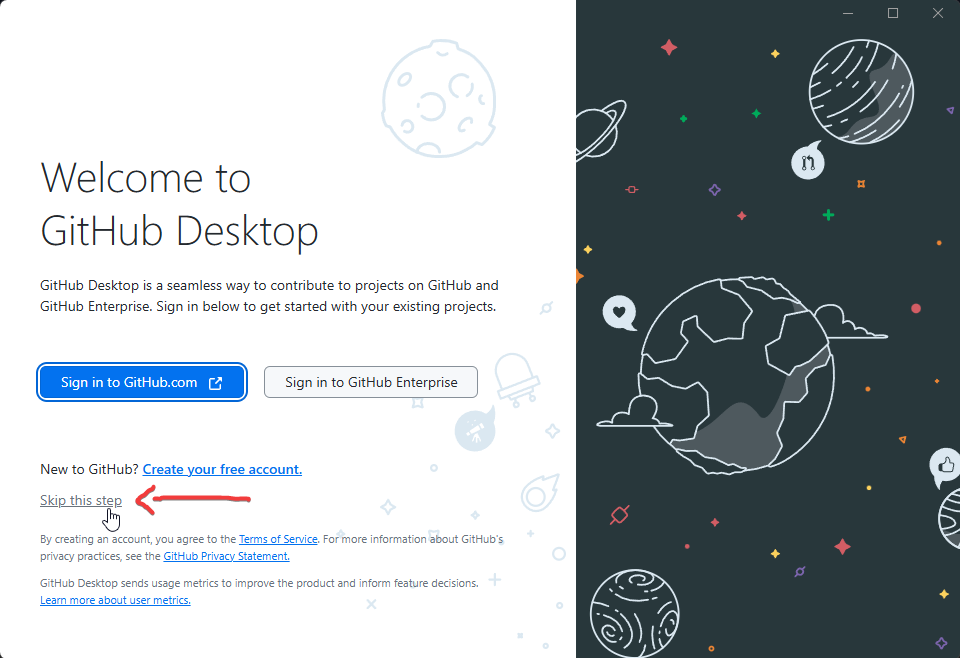 Welcome to
GitHub Desktop
GitHub Desktop is a seamless way to contribute to projects on GitHub and
GitHub Enterprise. Sign in below to get started with your existing projects.
Sign in to GitHub.com
Sign in to GitHub Enterprise
New to GitHub? Create your free account.
Skip this step
By creating an account, you agree to the Terms of Service. For more information about GitHub's
privacy practices, see the GitHub Privacy Statement.
GitHub Desktop sends usage metrics to improve the product and inform feature decisions.
Learn more about user metrics.